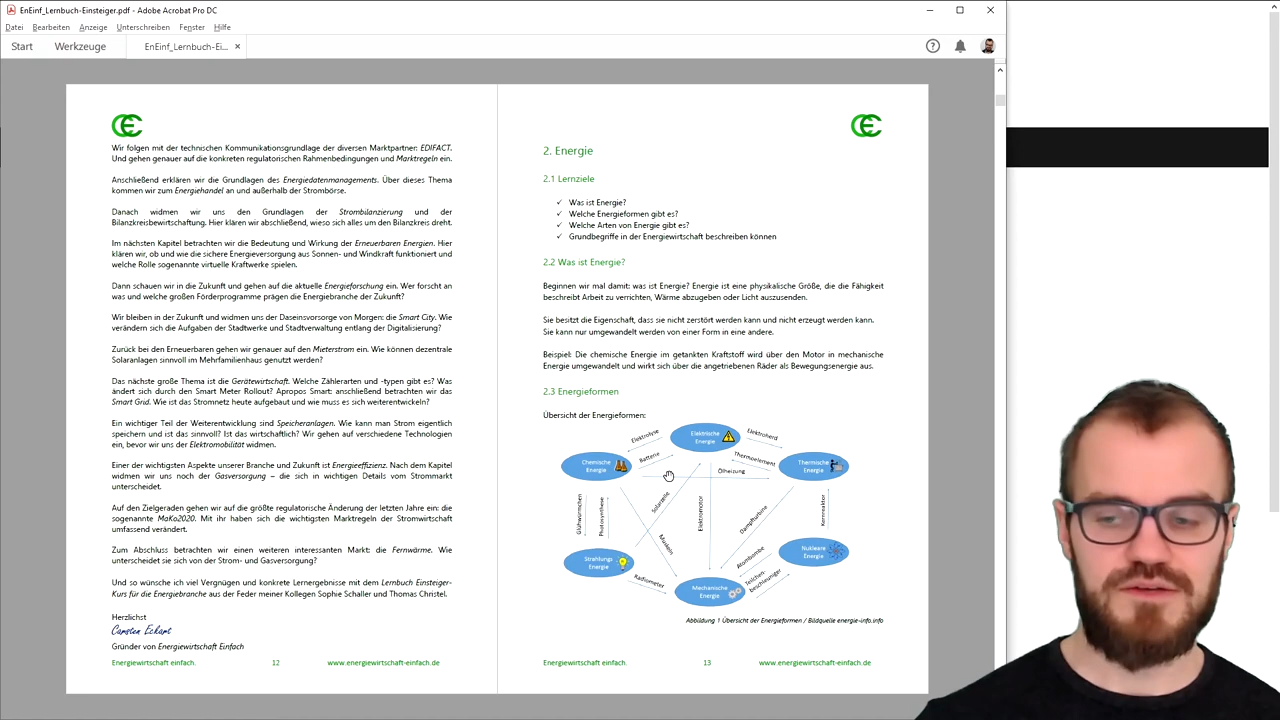 EnEinf_Lernbuch-Einsteiger.pdf - Adobe Acrobat Pro DC
Datei Bearbeiten Anzeige Unterschreiben Fenster Hilfe
Start Werkzeuge EnEinf_Lernbuch-Ei... ×
Wir folgen mit der technischen Kommunikationsgrundlage der diversen Marktpartner: EDIFACT.
Und gehen genauer auf die konkreten regulatorischen Rahmenbedingungen und Marktregeln ein.
Anschließend erklären wir die Grundlagen des Energiedatenmanagements. Über dieses Thema
kommen wir zum Energiehandel an und außerhalb der Strombörse.
Danach widmen wir uns den Grundlagen der Strombilanzierung und der
Bilanzkreisbewirtschaftung. Hier klären wir abschließend, wieso sich alles um den Bilanzkreis dreht.
Im nächsten Kapitel betrachten wir die Bedeutung und Wirkung der Erneuerbaren Energien. Hier
klären wir, ob und wie die sichere Energieversorgung aus Sonnen- und Windkraft funktioniert und
welche Rolle sogenannte virtuelle Kraftwerke spielen.
Dann schauen wir in die Zukunft und gehen auf die aktuelle Energieforschung ein. Wer forscht an
was und welche großen Förderprogramme prägen die Energiebranche der Zukunft?
Wir bleiben in der Zukunft und widmen uns der Daseinsvorsorge von Morgen: die Smart City. Wie
verändern sich die Aufgaben der Stadtwerke und Stadtverwaltung entlang der Digitalisierung?
Zurück bei den Erneuerbaren gehen wir genauer auf den Mieterstrom ein. Wie können dezentrale
Solaranlagen sinnvoll im Mehrfamilienhaus genutzt werden?
Das nächste große Thema ist die Gerätewirtschaft. Welche Zählerarten und -typen gibt es? Was
ändert sich durch den Smart Meter Rollout? Apropos Smart: anschließend betrachten wir das
Smart Grid. Wie ist das Stromnetz heute aufgebaut und wie muss es sich weiterentwickeln?
Ein wichtiger Teil der Weiterentwicklung sind Speicheranlagen. Wie kann man Strom eigentlich
speichern und ist das sinnvoll? Ist das wirtschaftlich? Wir gehen auf verschiedene Technologien
ein, bevor wir uns der Elektromobilität widmen.
Einer der wichtigsten Aspekte unserer Branche und Zukunft ist Energieeffizienz. Nach dem Kapitel
widmen wir uns noch der Gasversorgung – die sich in wichtigen Details vom Strommarkt
unterscheidet.
Auf den Zielgeraden gehen wir auf die größte regulatorische Änderung der letzten Jahre ein: die
sogenannte MaKo2020. Mit ihr haben sich die wichtigsten Marktregeln der Stromwirtschaft
umfassend verändert.
Zum Abschluss betrachten wir einen weiteren interessanten Markt: die Fernwärme. Wie
unterscheidet sie sich von der Strom- und Gasversorgung?
Und so wünsche ich viel Vergnügen und konkrete Lernergebnisse mit dem Lernbuch Einsteiger-
Kurs für die Energiebranche aus der Feder meiner Kollegen Sophie Schaller und Thomas Christel.
Herzlichst
Carsten Eckart
Gründer von Energiewirtschaft einfach
Energiewirtschaft einfach. 12 www.energiewirtschaft-einfach.de
2. Energie
2.1 Lernziele
✓ Was ist Energie?
✓ Welche Energieformen gibt es?
✓ Welche Arten von Energie gibt es?
✓ Grundbegriffe in der Energiewirtschaft beschreiben können
2.2 Was ist Energie?
Beginnen wir mal damit: was ist Energie? Energie ist eine physikalische Größe, die die Fähigkeit
beschreibt Arbeit zu verrichten, Wärme abzugeben oder Licht auszusenden.
Sie besitzt die Eigenschaft, dass sie nicht zerstört werden kann und nicht erzeugt werden kann.
Sie kann nur umgewandelt werden von einer Form in eine andere.
Beispiel: Die chemische Energie im getankten Kraftstoff wird über den Motor in mechanische
Energie umgewandelt und wirkt sich über die angetriebenen Räder als Bewegungsenergie aus.
2.3 Energieformen
Übersicht der Energieformen:
Elektrische
Energie
Elektrolyse
Elektroherd
Batterie
Thermoelement
Chemische
Energie
Thermische
Energie
Ölheizung
Glühwürmchen
Photosynthese
Solarzelle
Elektromotor
Dampfturbine
Kernreaktor
Muskeln
Strahlungs
Energie
Nukleare
Energie
Atombombe
Radiometer
Teilchen-
beschleuniger
Mechanische
Energie
Abbildung 1 Übersicht der Energieformen / Bildquelle energie-info.info
Energiewirtschaft einfach. 13 www.energiewirtschaft-einfach.de